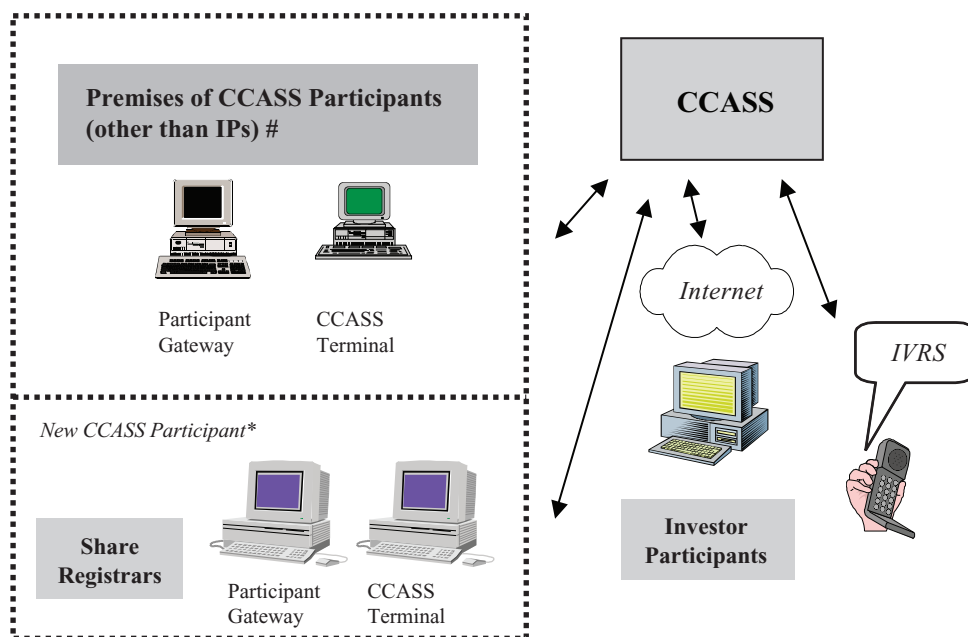 Premises of CCASS Participants
(other than IPs) #
Participant
Gateway
CCASS
Terminal
New CCASS Participant*
Share
Registrars
Participant
Gateway
CCASS
Terminal
CCASS
Internet
IVRS
Investor
Participants